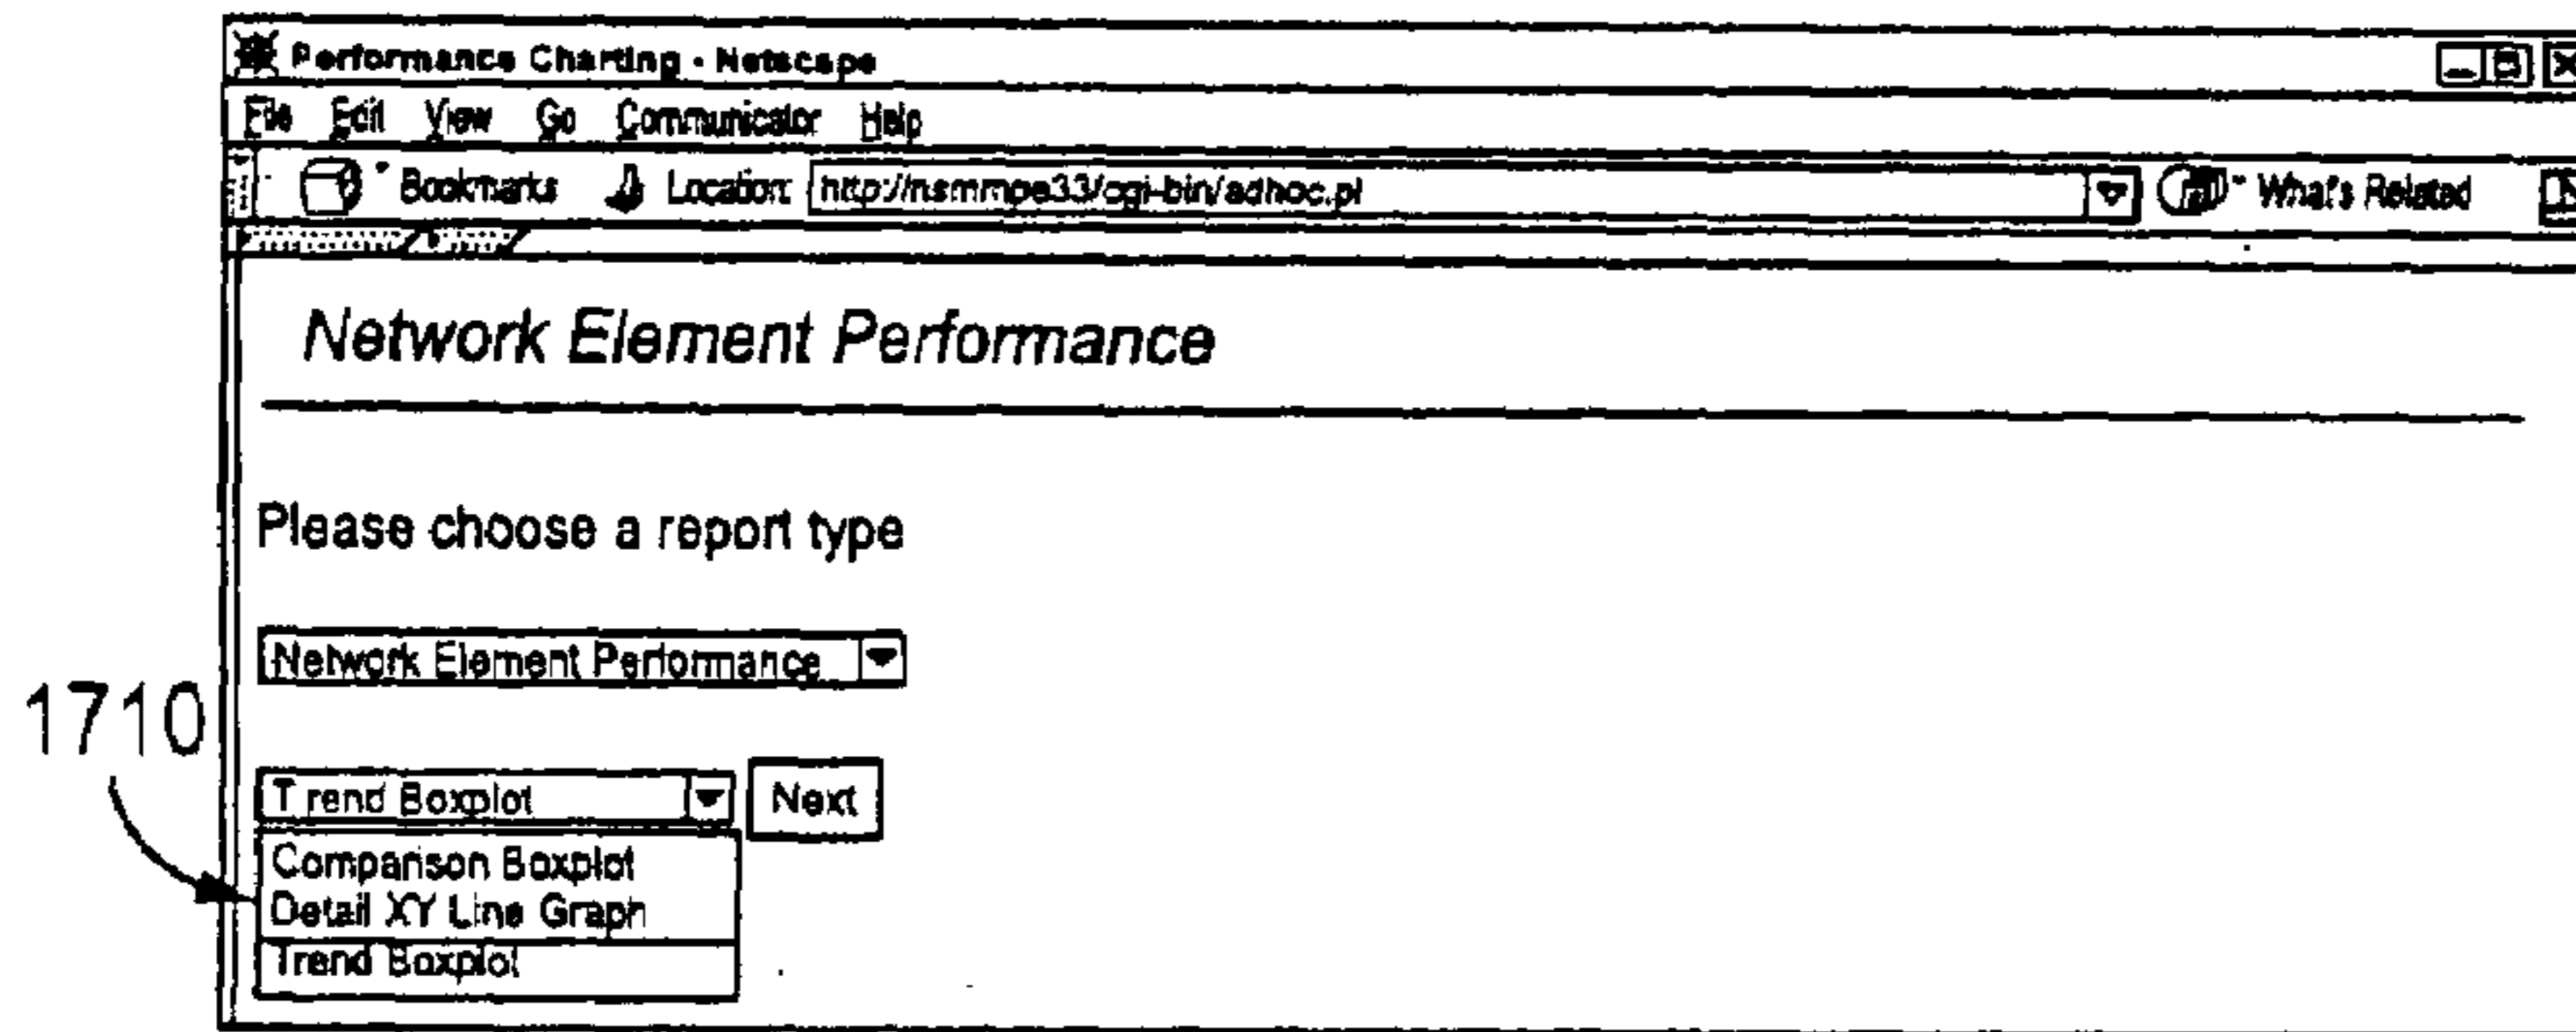 Performance Charting - Netscape
File Edit View Go Communicator Help
Bookmarks Location: http://nsmmpe33/cgi-bin/adhoc.pl What's Related N
Network Element Performance
Please choose a report type
Network Element Performance
1710
Trend Boxplot Next
Comparison Boxplot
Detail XY Line Graph
Trend Boxplot